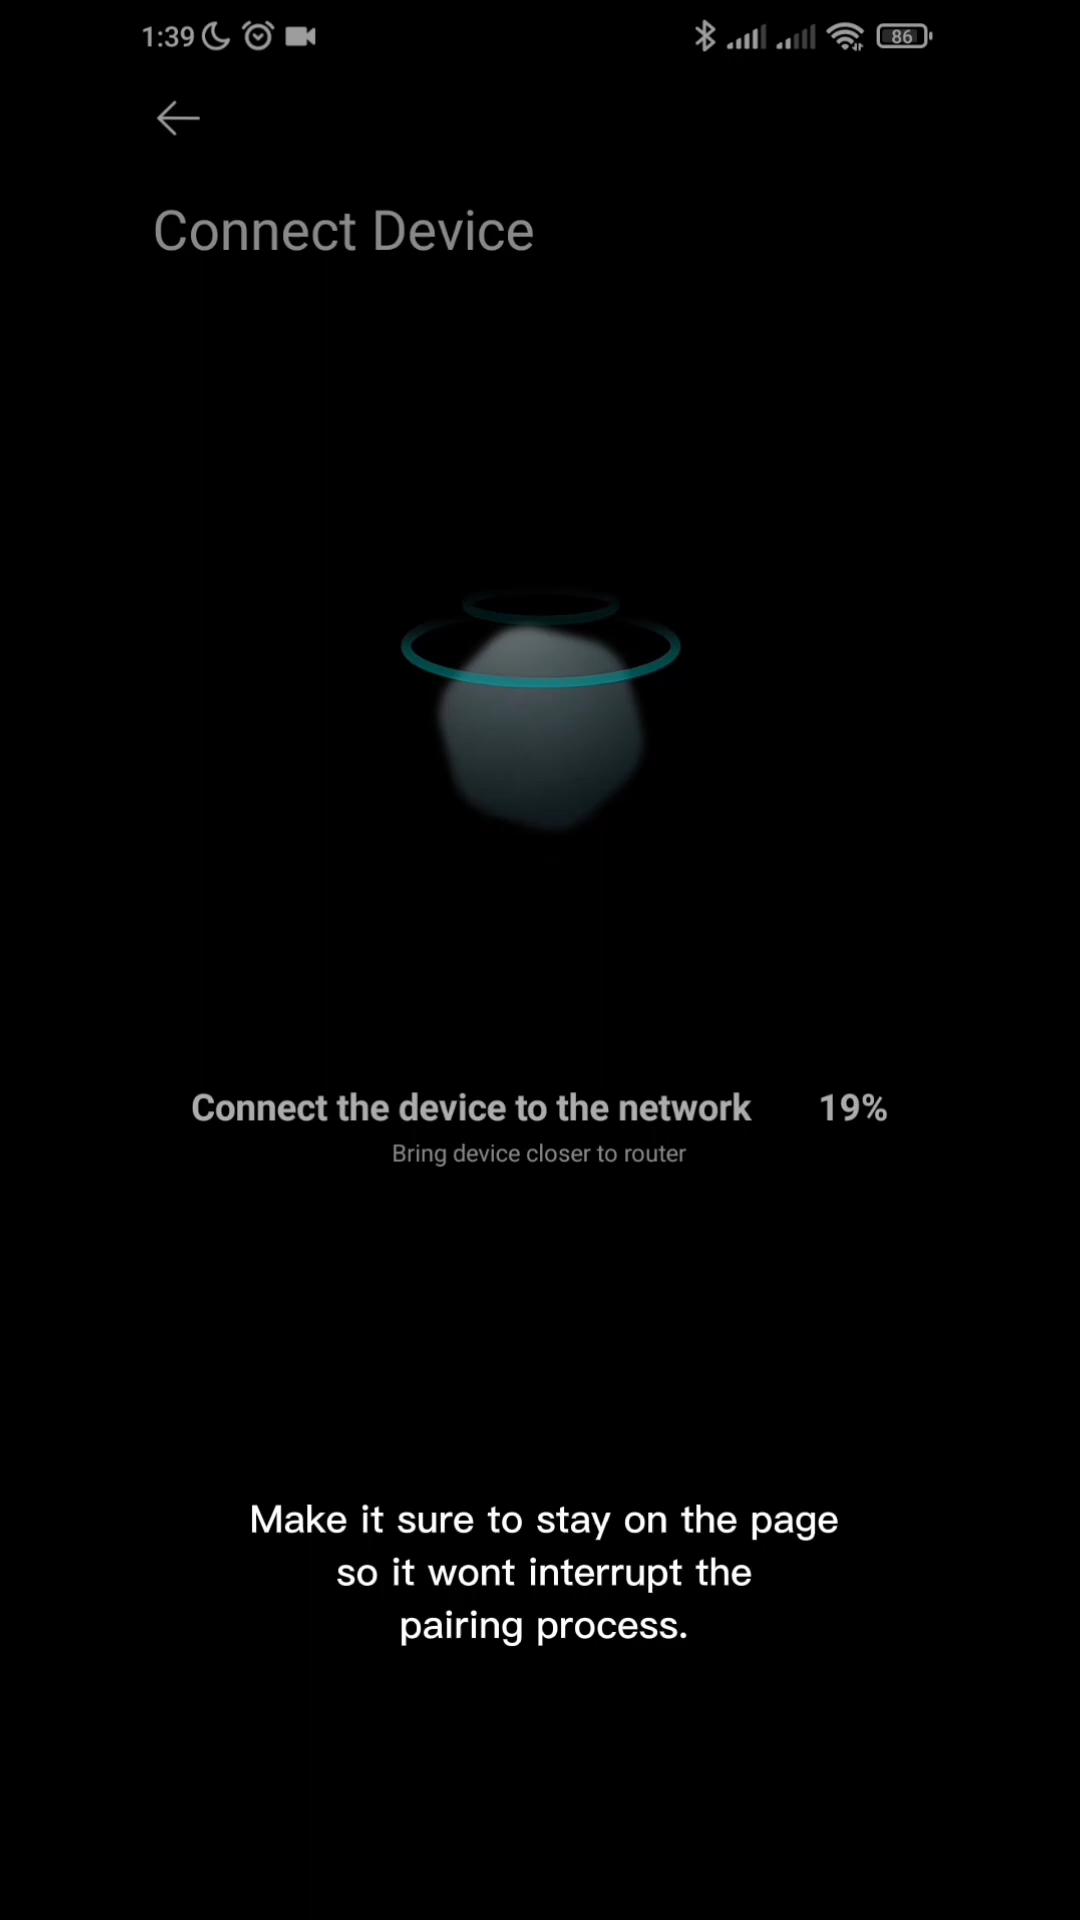 1:39 86
Connect Device
Connect the device to the network 19%
Bring device closer to router
Make it sure to stay on the page
so it wont interrupt the
pairing process.